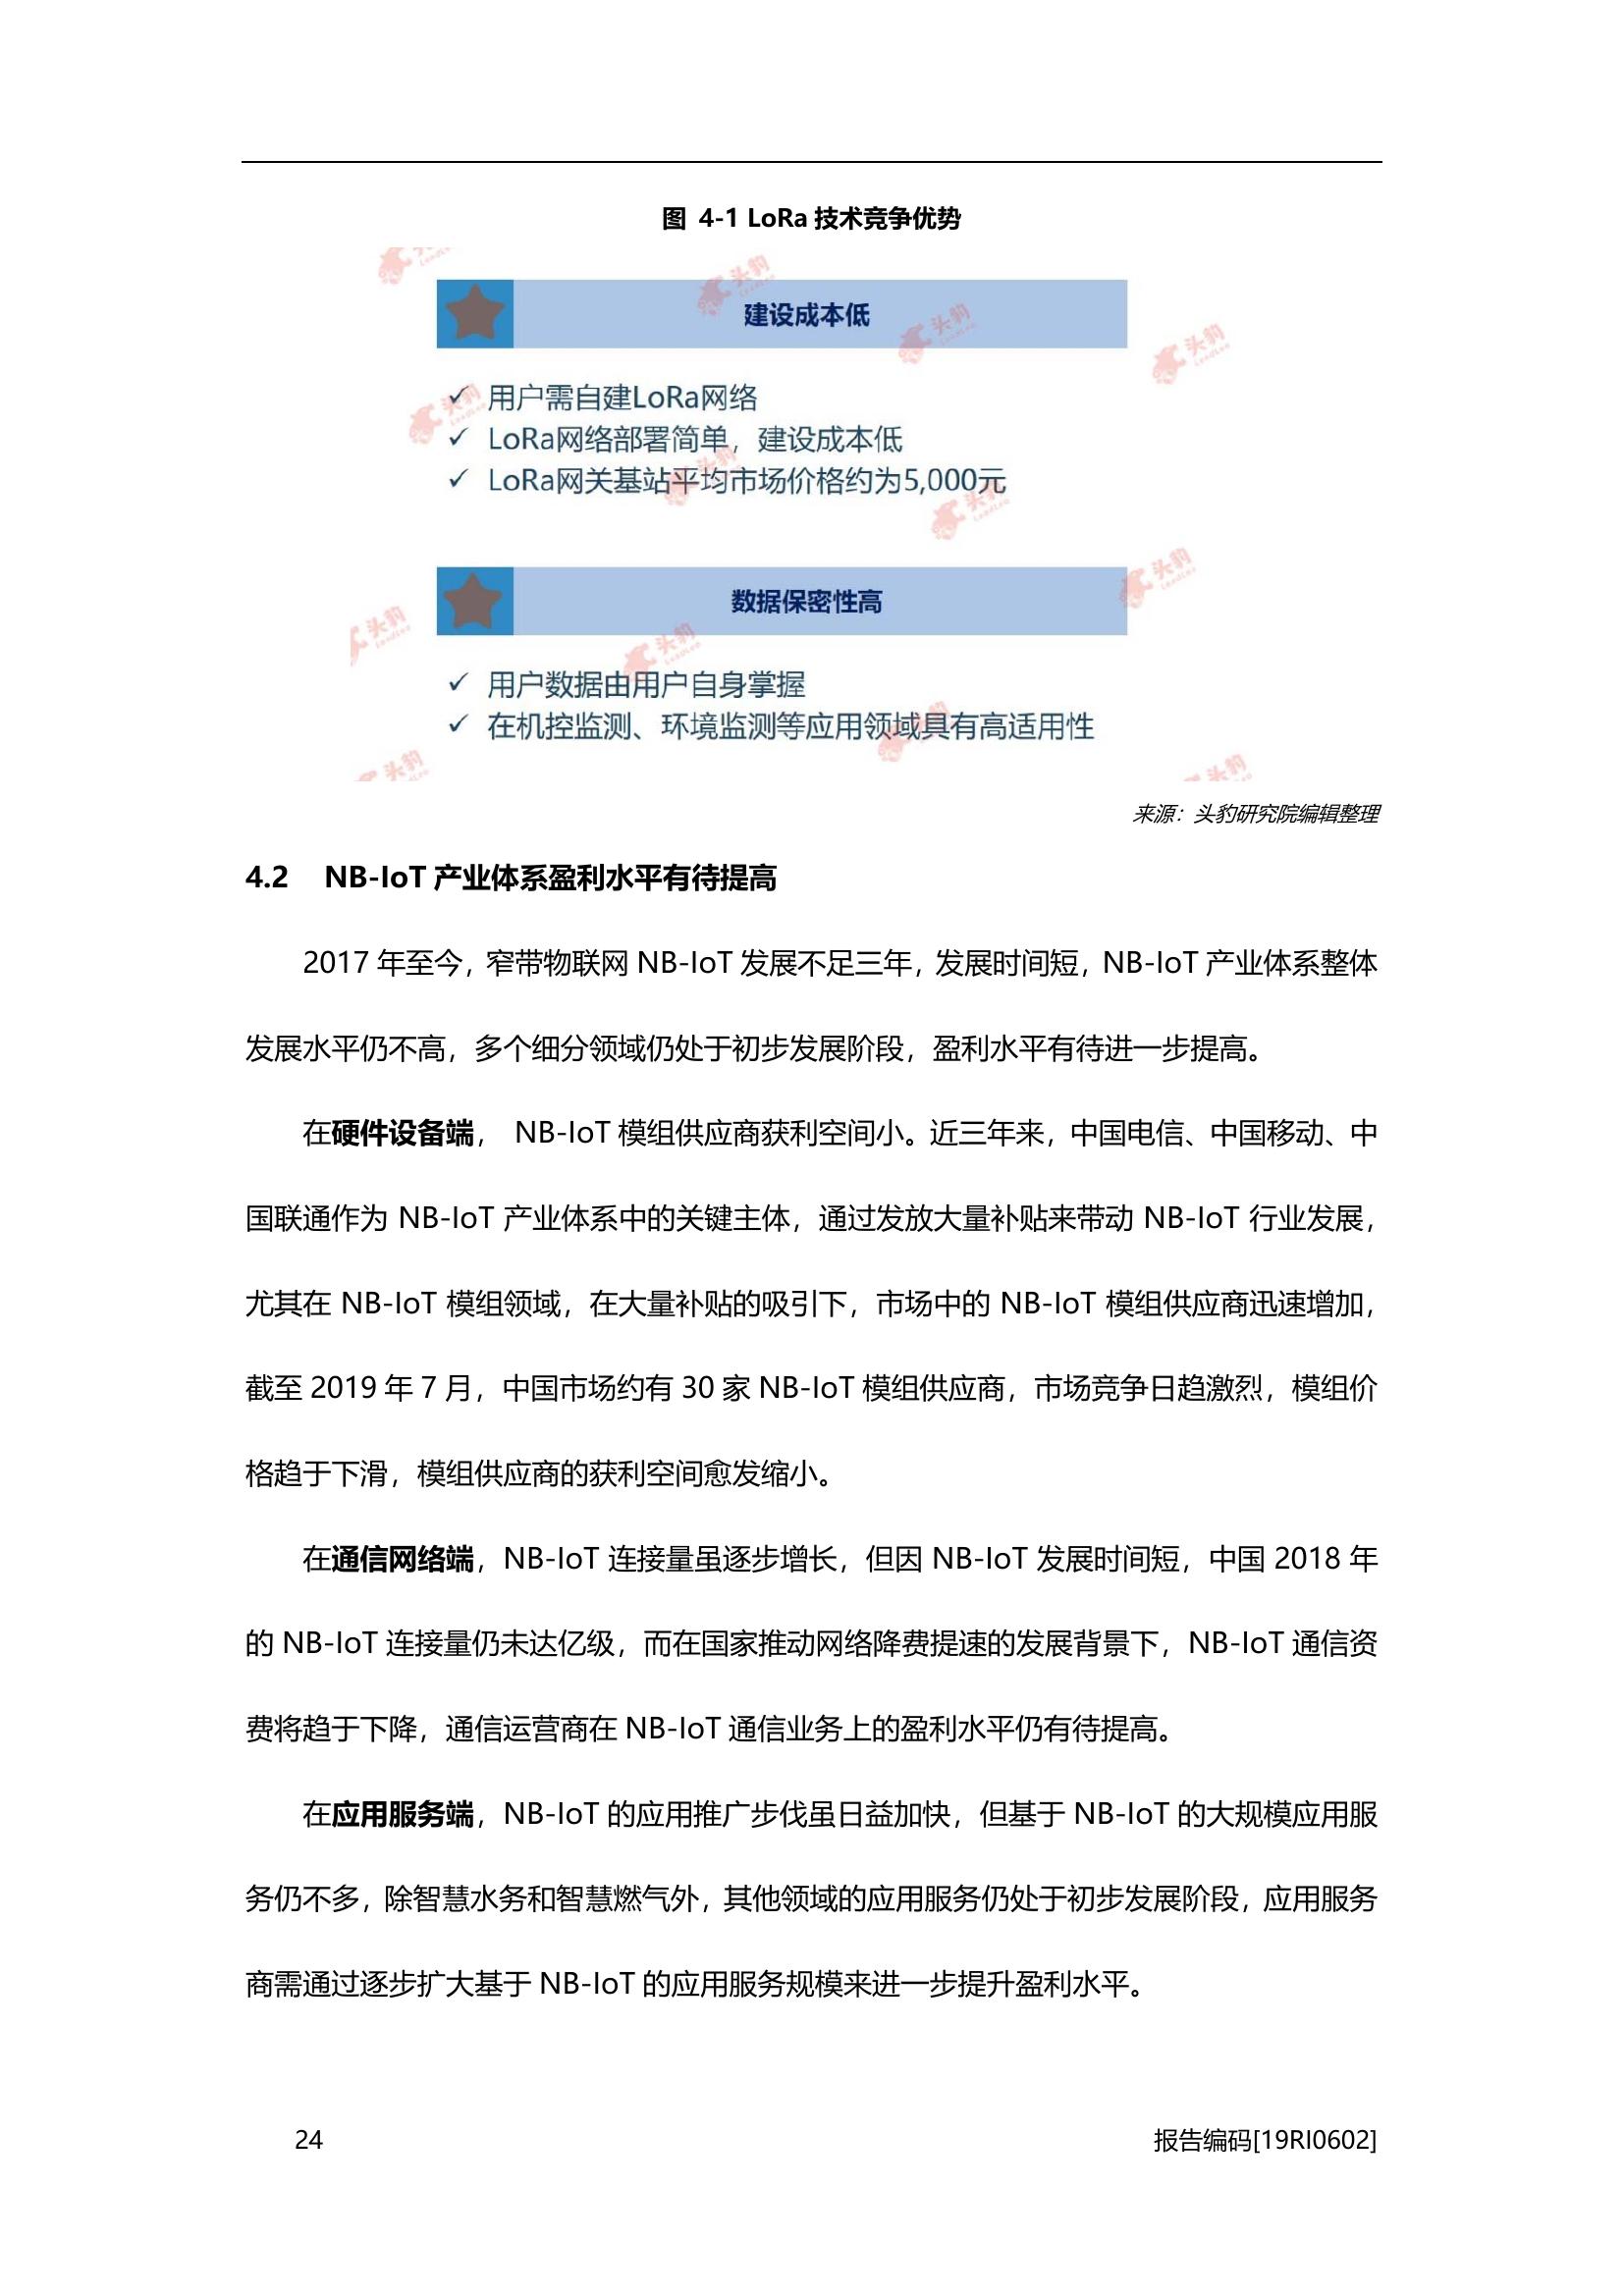 图 4-1 LoRa 技术竞争优势
建设成本低
✓ 用户需自建LoRa网络
✓ LoRa网络部署简单，建设成本低
✓ LoRa网关基站平均市场价格约为5,000元
数据保密性高
✓ 用户数据由用户自身掌握
✓ 在机控监测、环境监测等应用领域具有高适用性
头豹
LeadLeo
来源：头豹研究院编辑整理
4.2 NB-IoT 产业体系盈利水平有待提高
2017 年至今，窄带物联网 NB-IoT 发展不足三年，发展时间短，NB-IoT 产业体系整体
发展水平仍不高，多个细分领域仍处于初步发展阶段，盈利水平有待进一步提高。
在硬件设备端， NB-IoT 模组供应商获利空间小。近三年来，中国电信、中国移动、中
国联通作为 NB-IoT 产业体系中的关键主体，通过发放大量补贴来带动 NB-IoT 行业发展，
尤其在 NB-IoT 模组领域，在大量补贴的吸引下，市场中的 NB-IoT 模组供应商迅速增加，
截至 2019 年 7 月，中国市场约有 30 家 NB-IoT 模组供应商，市场竞争日趋激烈，模组价
格趋于下滑，模组供应商的获利空间愈发缩小。
在通信网络端，NB-IoT 连接量虽逐步增长，但因 NB-IoT 发展时间短，中国 2018 年
的 NB-IoT 连接量仍未达亿级，而在国家推动网络降费提速的发展背景下，NB-IoT 通信资
费将趋于下降，通信运营商在 NB-IoT 通信业务上的盈利水平仍有待提高。
在应用服务端，NB-IoT 的应用推广步伐虽日益加快，但基于 NB-IoT 的大规模应用服
务仍不多，除智慧水务和智慧燃气外，其他领域的应用服务仍处于初步发展阶段，应用服务
商需通过逐步扩大基于 NB-IoT 的应用服务规模来进一步提升盈利水平。
24
报告编码[19RI0602]